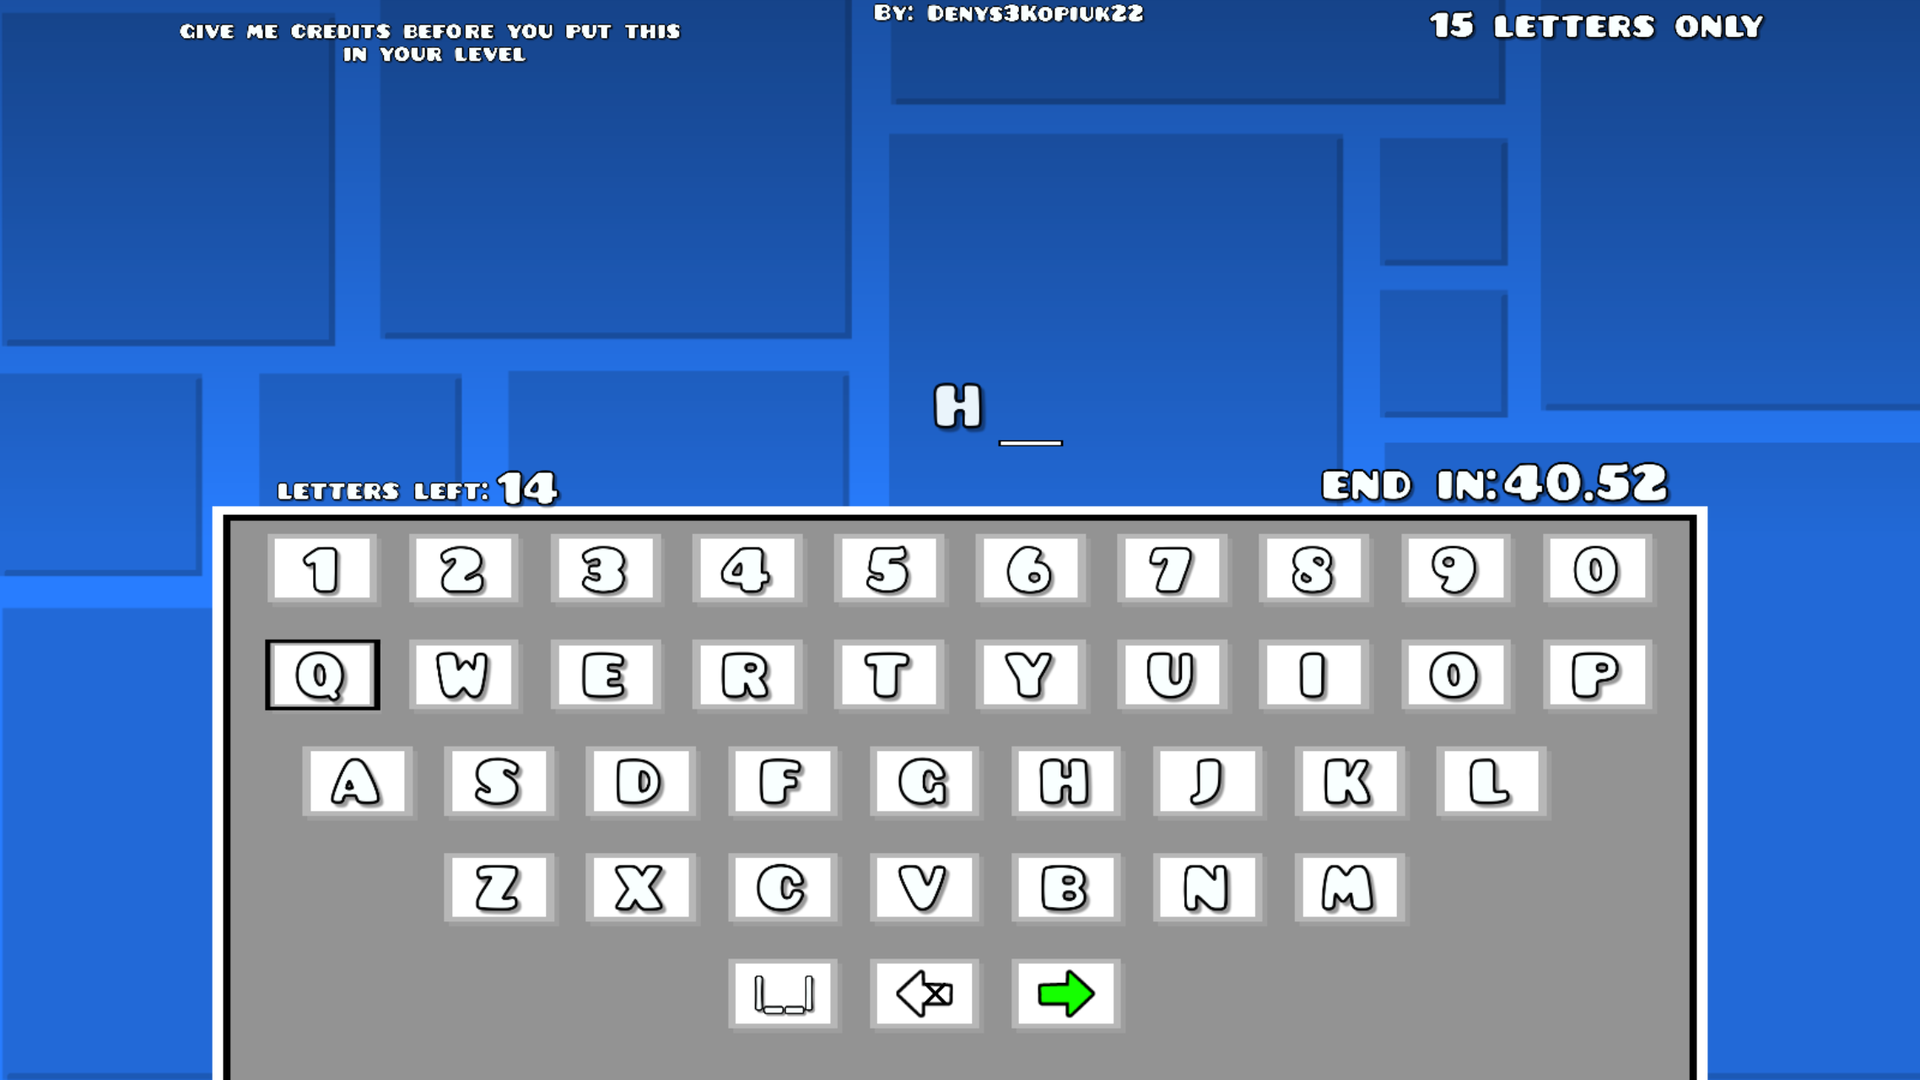 GIVE ME CREDITS BEFORE YOU PUT THIS
IN YOUR LEVEL
BY: DENYS3KOPIUK22
15 LETTERS ONLY
H __
LETTERS LEFT: 14
END IN:40.52
1 2 3 4 5 6 7 8 9 0
Q W E R T Y U I O P
A S D F G H J K L
Z X C V B N M